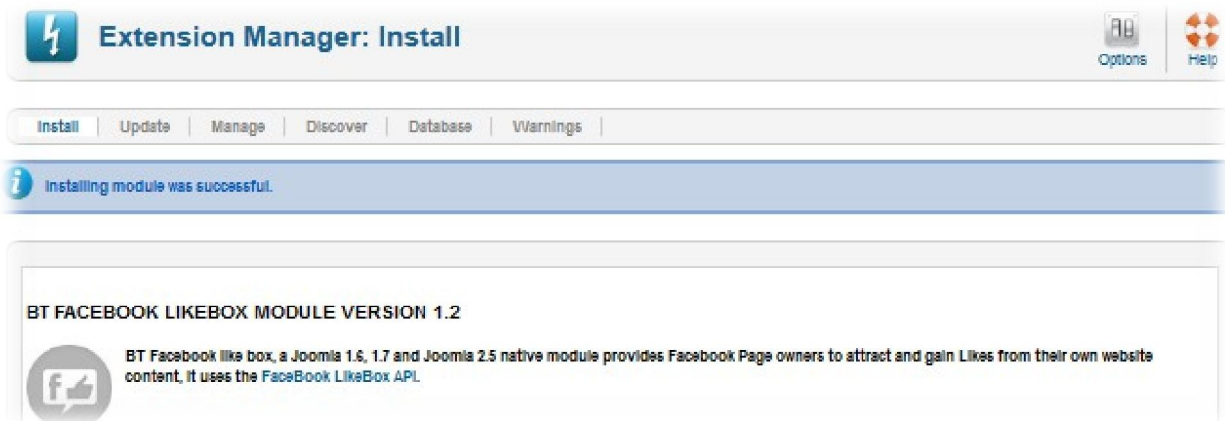 Extension Manager: Install
Options
Help
Install
Update
Manage
Discover
Database
Warnings
Installing module was successful.
BT FACEBOOK LIKEBOX MODULE VERSION 1.2
BT Facebook like box, a Joomla 1.6, 1.7 and Joomla 2.5 native module provides Facebook Page owners to attract and gain Likes from their own website
content, It uses the FaceBook LikeBox API.